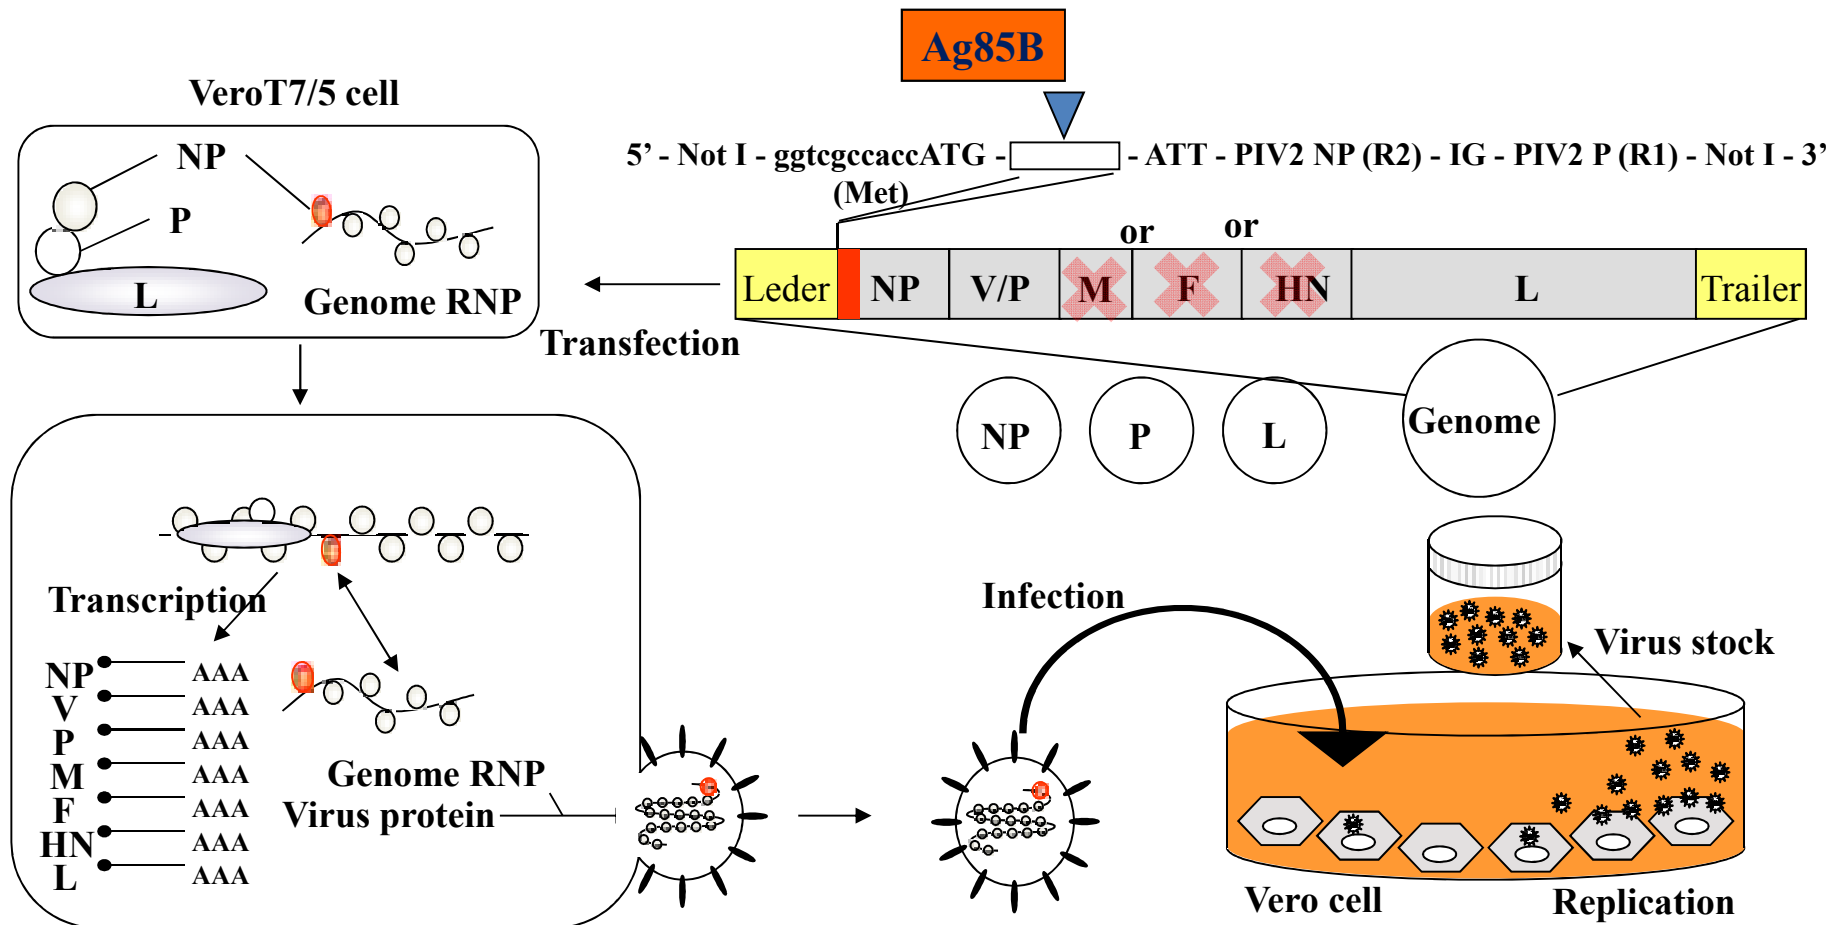 Ag85B
VeroT7/5 cell
NP
P
L
Genome RNP
5’ - Not I - ggtcgccaccATG - - ATT - PIV2 NP (R2) - IG - PIV2 P (R1) - Not I - 3’
(Met)
or or
Leder NP V/P M F HN L Trailer
Transfection
NP P L Genome
Transcription
NP AAA
V AAA
P AAA
M AAA
F AAA
HN AAA
L AAA
Genome RNP
Virus protein
Infection
Virus stock
Vero cell
Replication